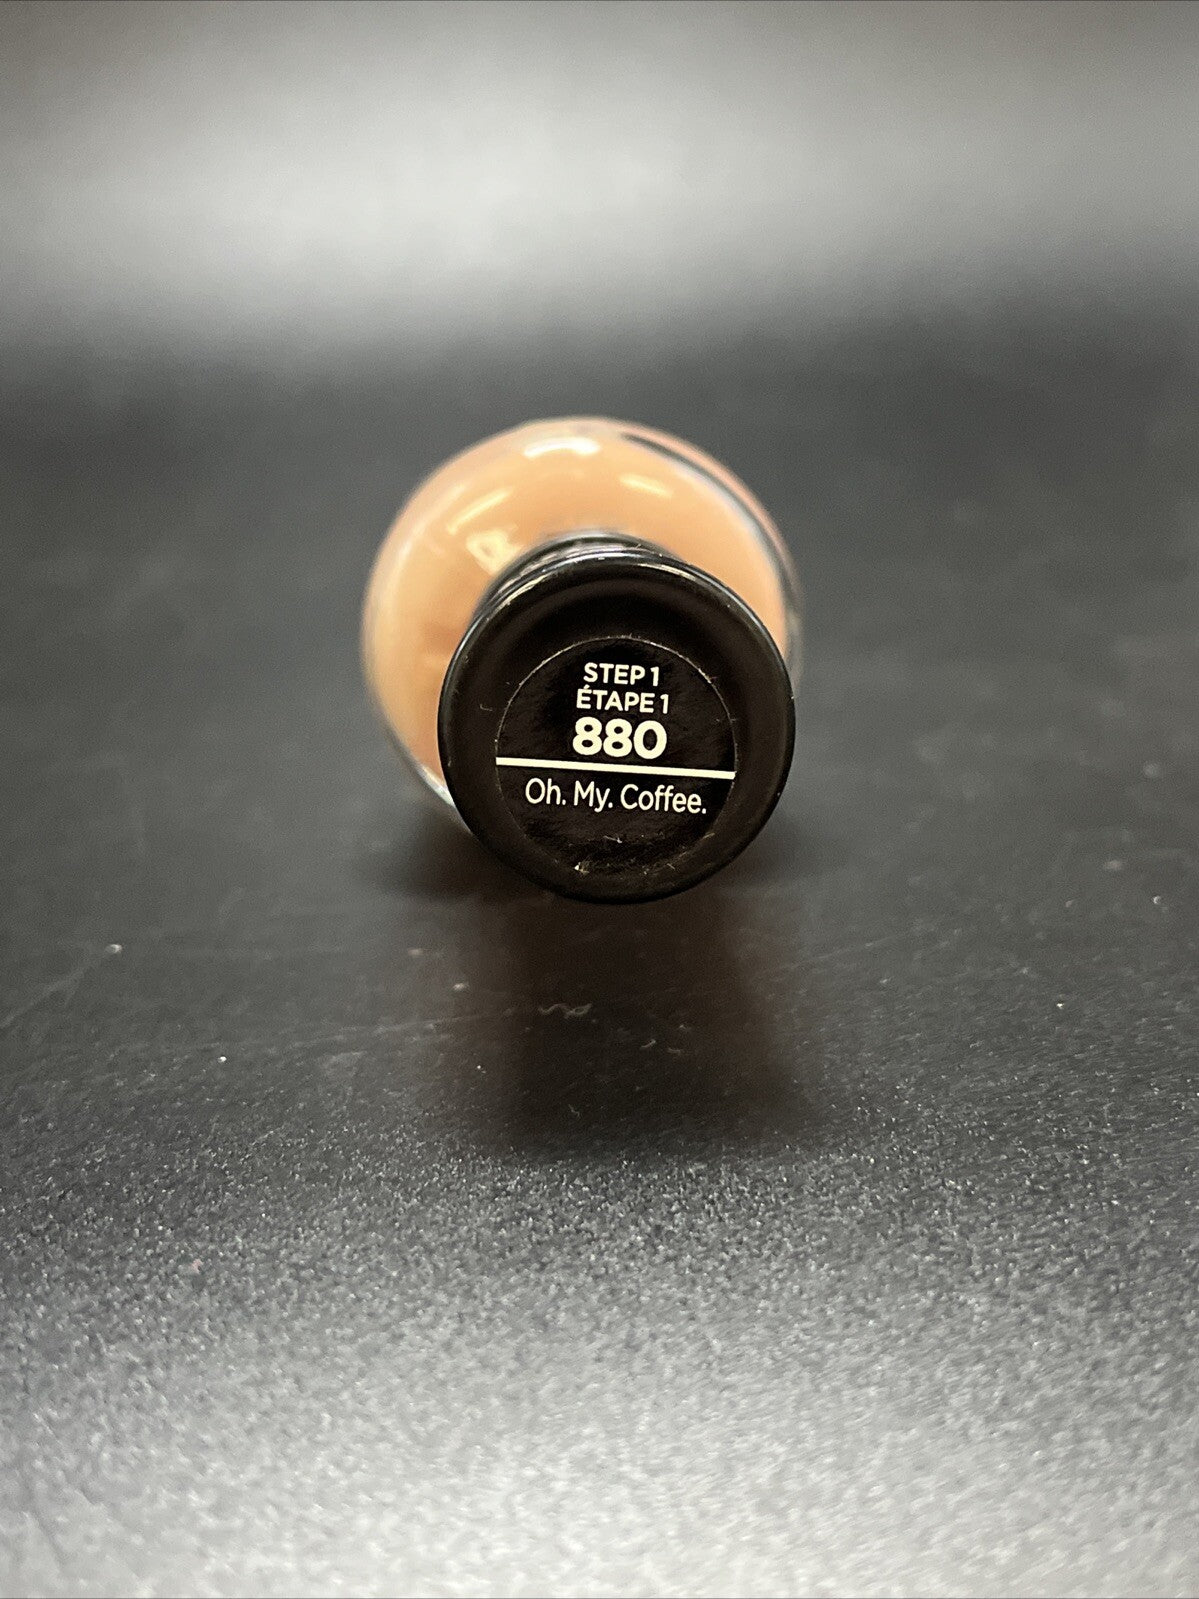 STEP 1
ÉTAPE 1
880
Oh. My. Coffee.